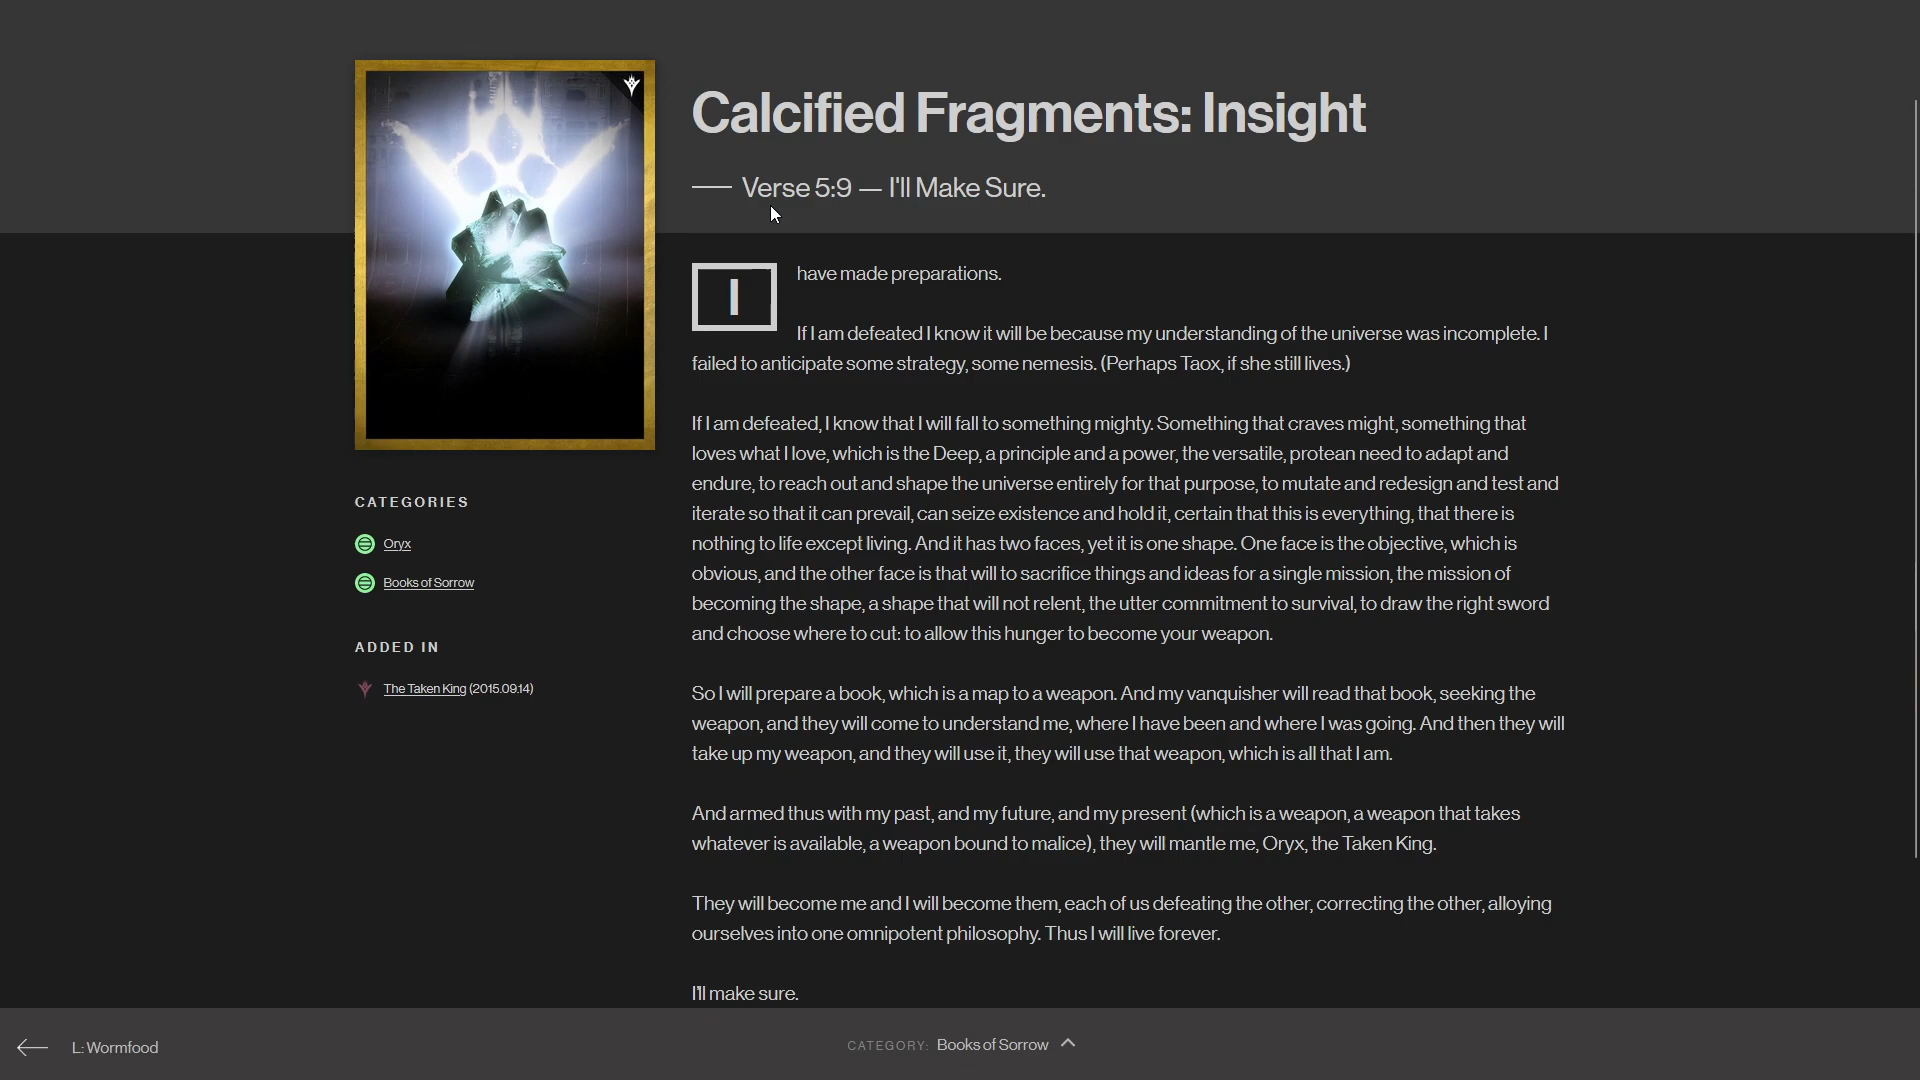 Calcified Fragments: Insight
Verse 5:9 — I'll Make Sure.
I have made preparations.
If I am defeated I know it will be because my understanding of the universe was incomplete. I
failed to anticipate some strategy, some nemesis. (Perhaps Taox, if she still lives.)
If I am defeated, I know that I will fall to something mighty. Something that craves might, something that
loves what I love, which is the Deep, a principle and a power, the versatile, protean need to adapt and
endure, to reach out and shape the universe entirely for that purpose, to mutate and redesign and test and
iterate so that it can prevail, can seize existence and hold it, certain that this is everything, that there is
nothing to life except living. And it has two faces, yet it is one shape. One face is the objective, which is
obvious, and the other face is that will to sacrifice things and ideas for a single mission, the mission of
becoming the shape, a shape that will not relent, the utter commitment to survival, to draw the right sword
and choose where to cut: to allow this hunger to become your weapon.
So I will prepare a book, which is a map to a weapon. And my vanquisher will read that book, seeking the
weapon, and they will come to understand me, where I have been and where I was going. And then they will
take up my weapon, and they will use it, they will use that weapon, which is all that I am.
And armed thus with my past, and my future, and my present (which is a weapon, a weapon that takes
whatever is available, a weapon bound to malice), they will mantle me, Oryx, the Taken King.
They will become me and I will become them, each of us defeating the other, correcting the other, alloying
ourselves into one omnipotent philosophy. Thus I will live forever.
I'll make sure.
CATEGORIES
Oryx
Books of Sorrow
ADDED IN
The Taken King (2015.09.14)
L: Wormfood
CATEGORY: Books of Sorrow